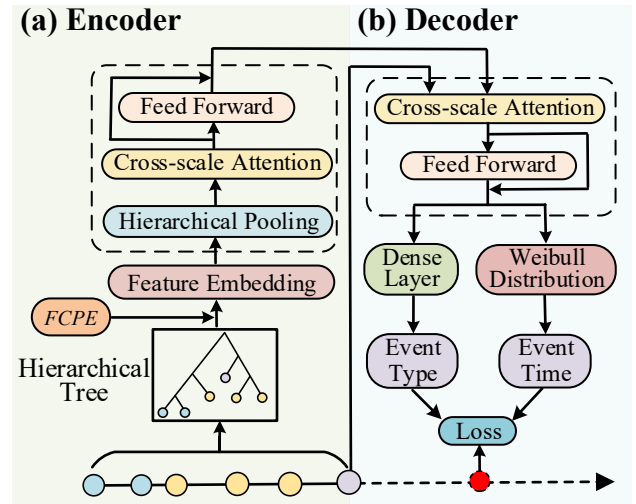 (a) Encoder
Feed Forward
Cross-scale Attention
Hierarchical Pooling
Feature Embedding
FCPE
Hierarchical
Tree
(b) Decoder
Cross-scale Attention
Feed Forward
Dense
Layer
Weibull
Distribution
Event
Type
Event
Time
Loss